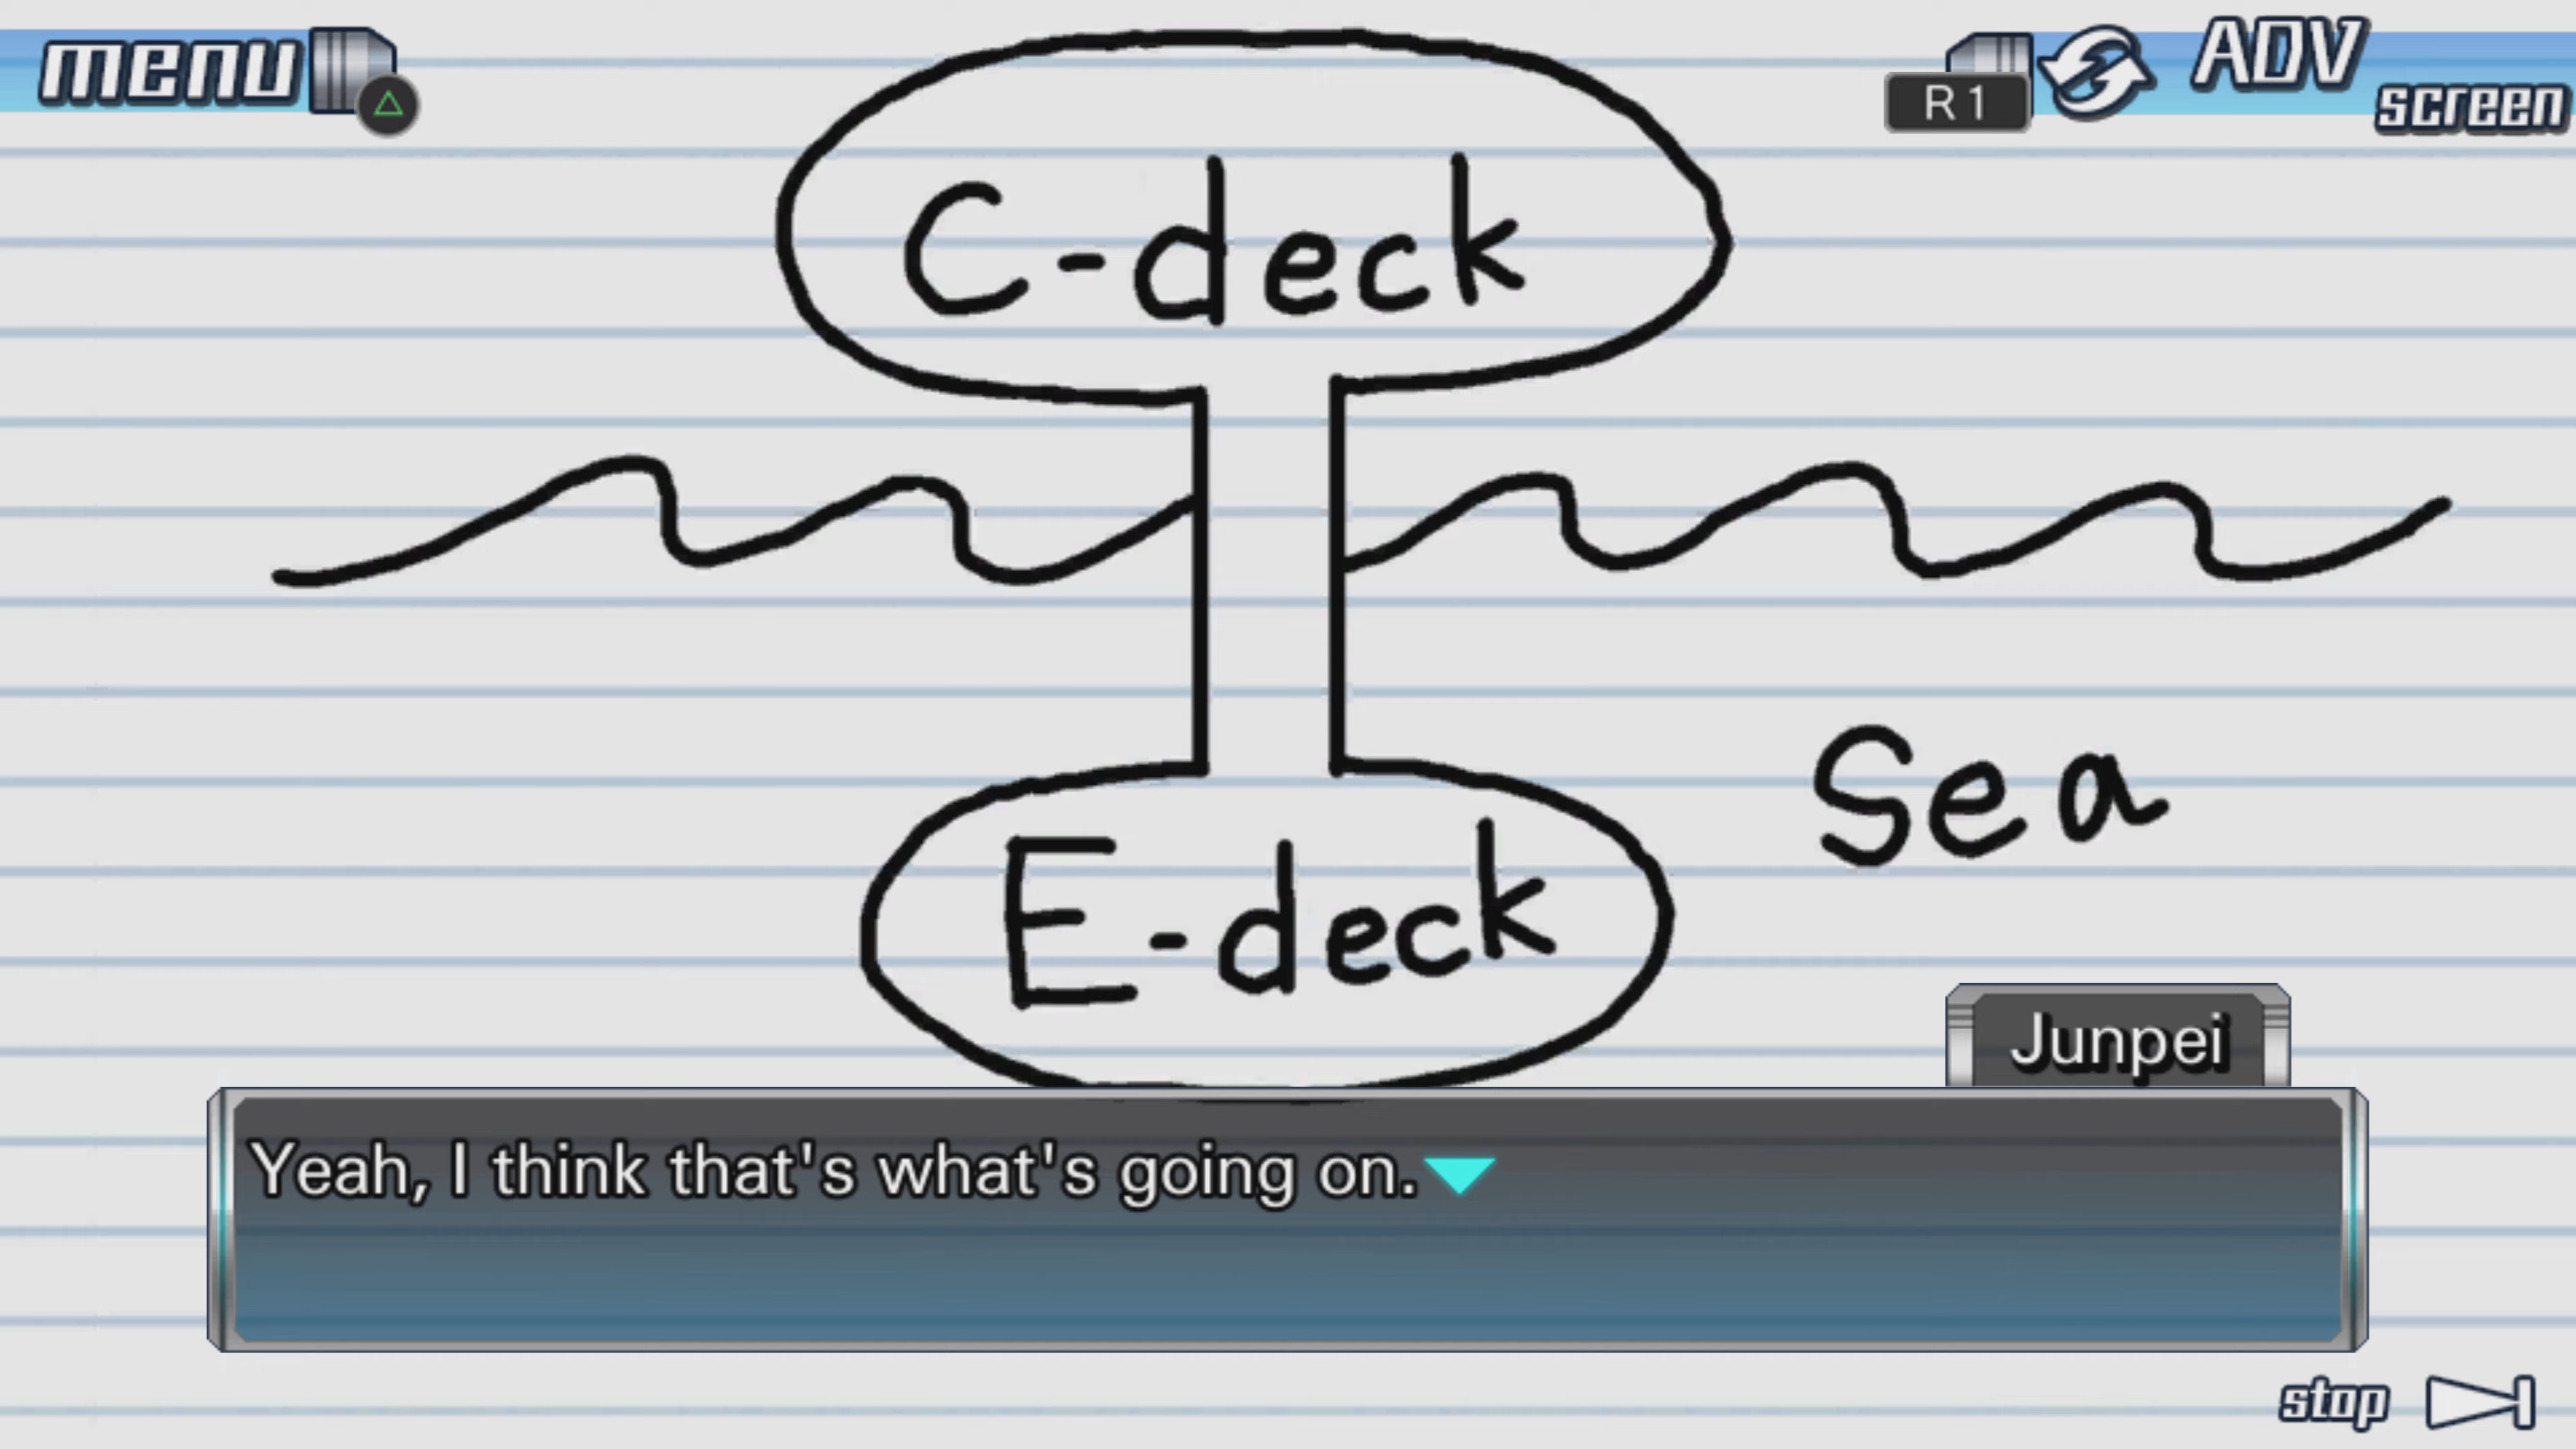 menu
R1
ADV
screen
C-deck
Sea
E-deck
Junpei
Yeah, I think that's what's going on.
stop